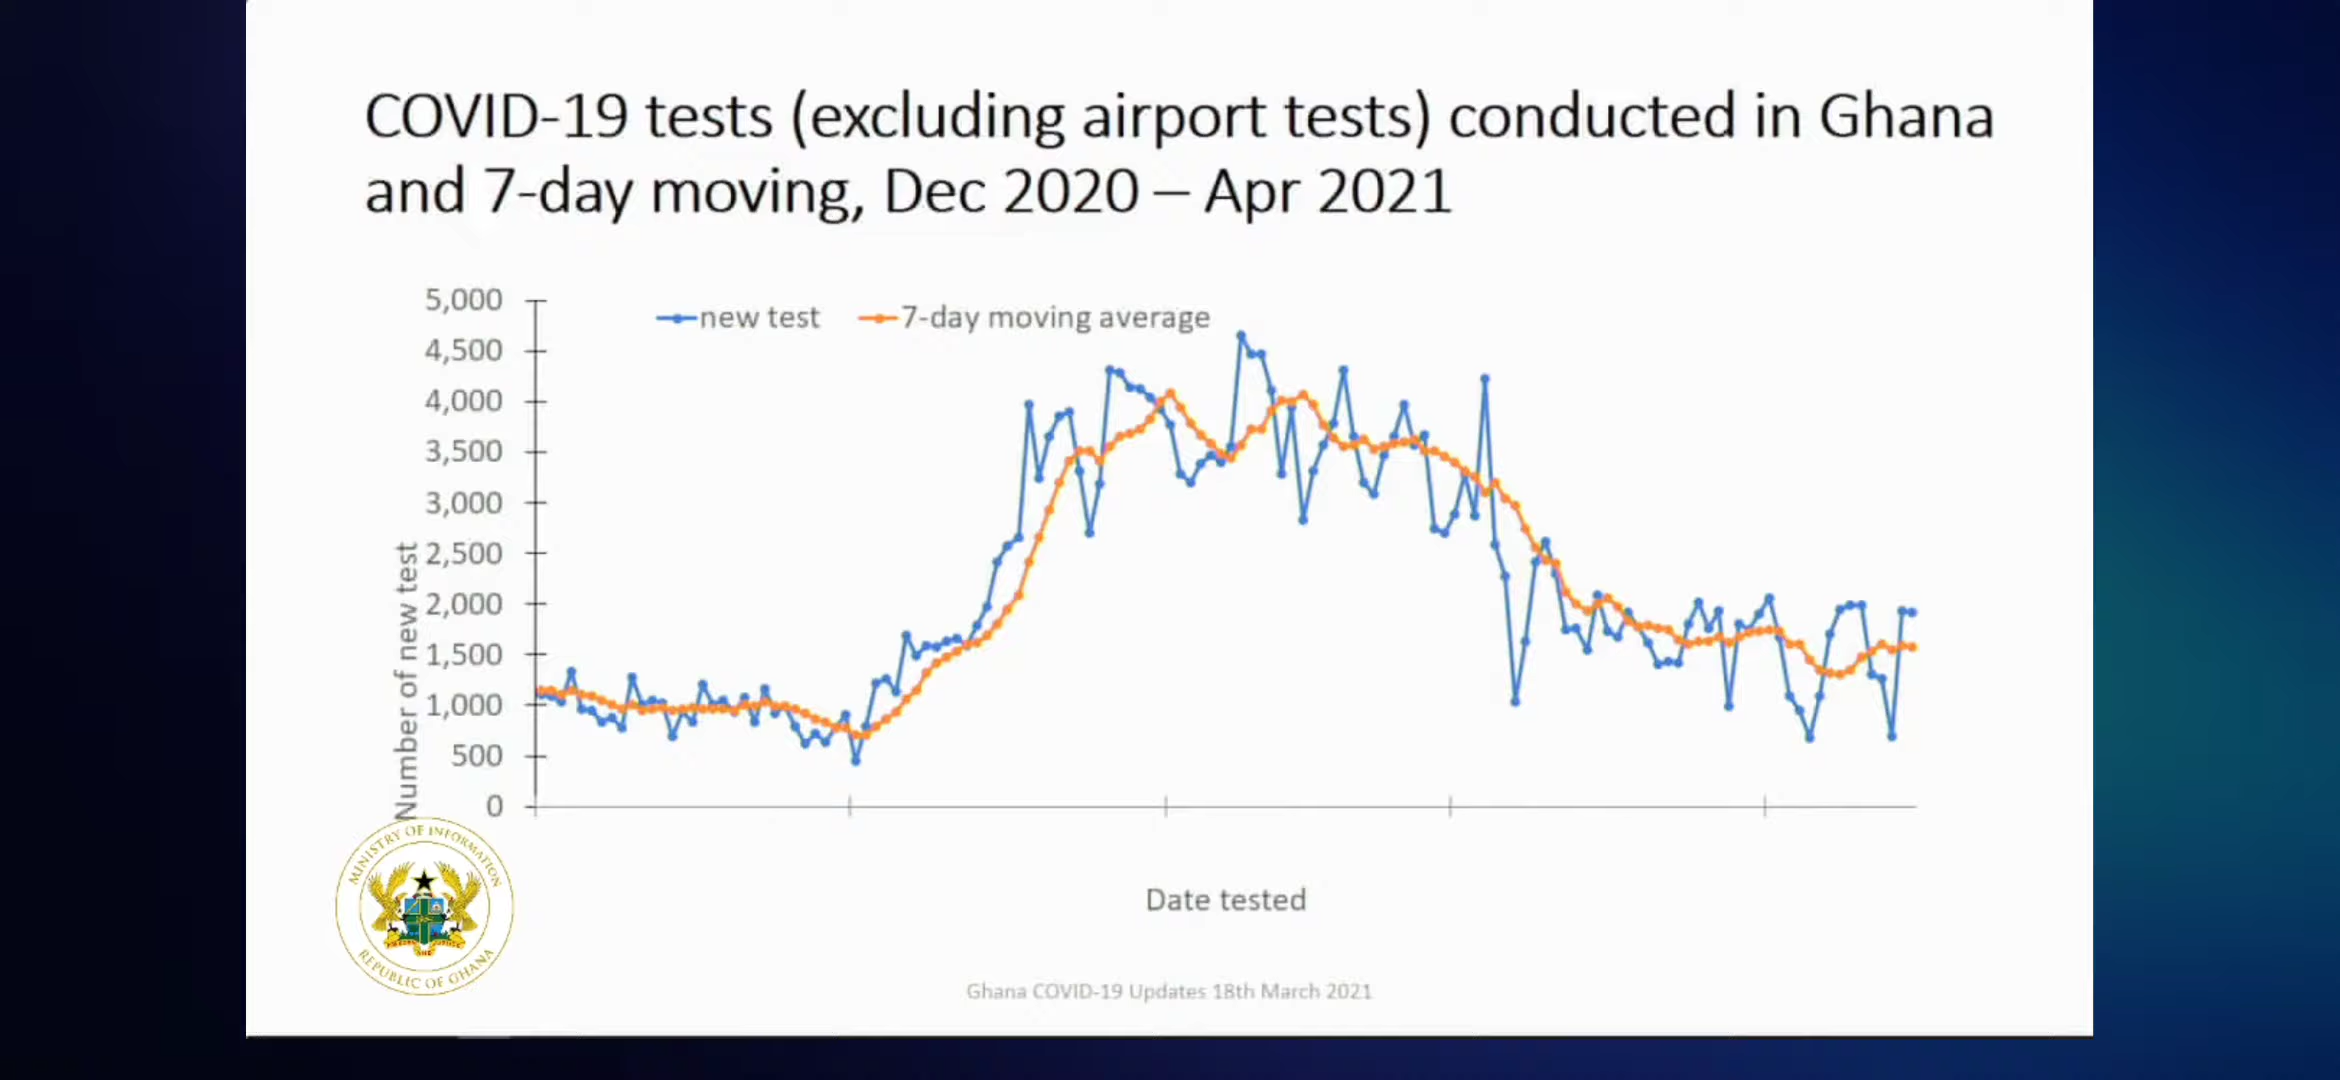 COVID-19 tests (excluding airport tests) conducted in Ghana
and 7-day moving, Dec 2020 – Apr 2021
new test
7-day moving average
5,000
4,500
4,000
3,500
3,000
2,500
2,000
1,500
1,000
500
0
Number of new test
Date tested
MINISTRY OF INFORMATION
REPUBLIC OF GHANA
Ghana COVID-19 Updates 18th March 2021